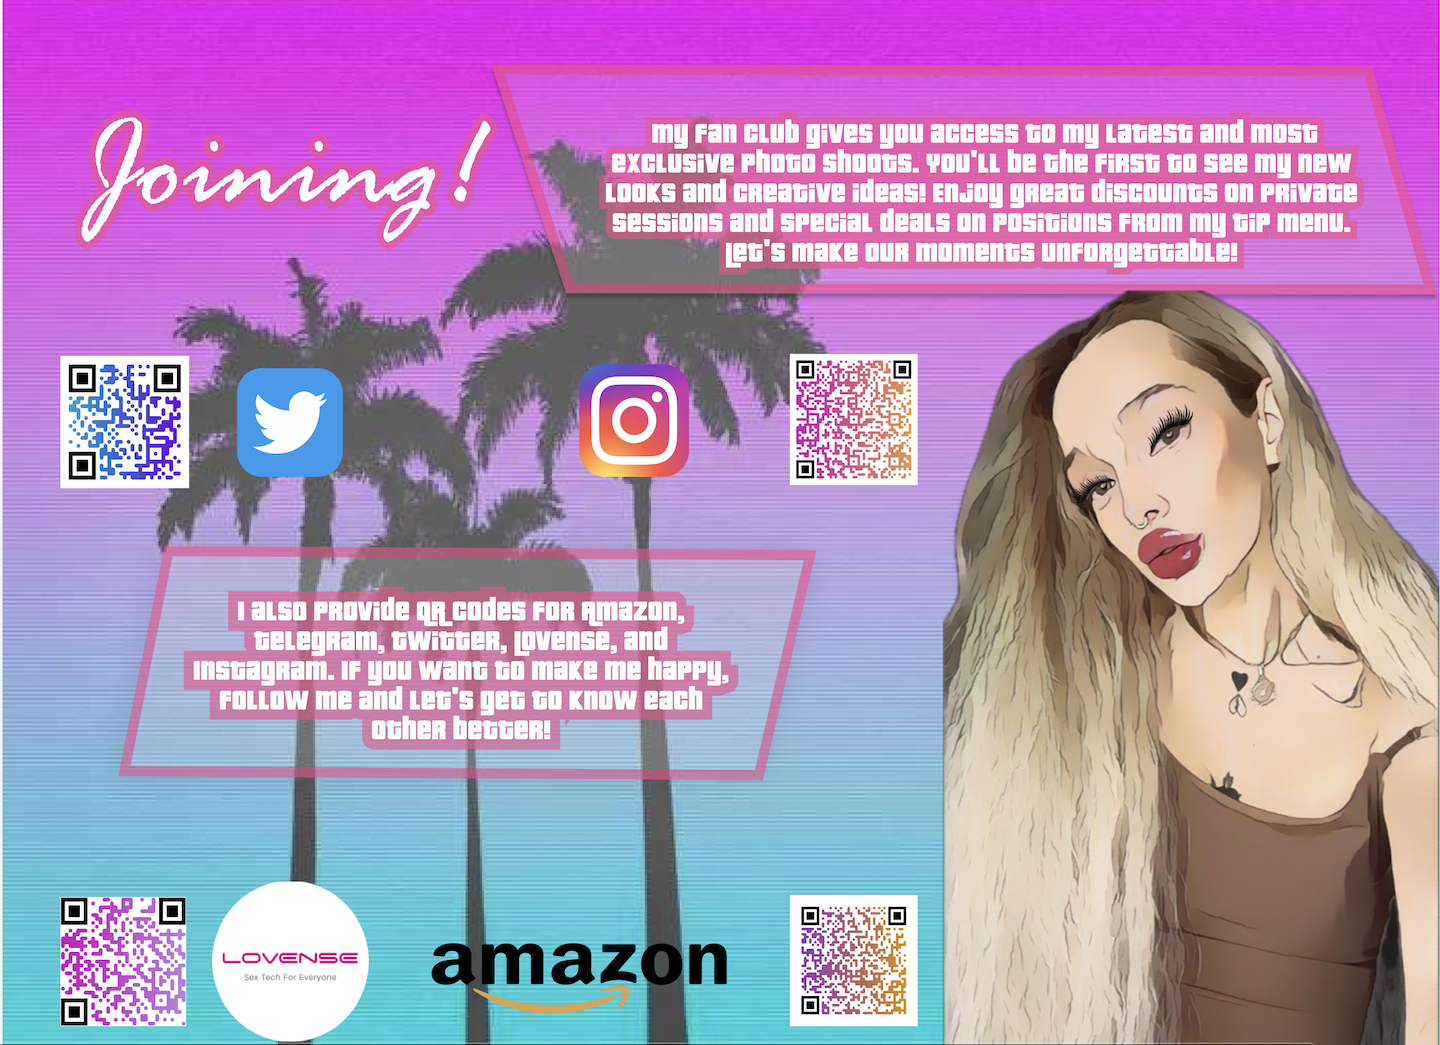 Joining!
My fan club gives you access to my latest and most
exclusive photo shoots. You'll be the first to see my new
looks and creative ideas! Enjoy great discounts on private
sessions and special deals on positions from my tip menu.
Let's make our moments unforgettable!
I also provide QR codes for Amazon,
Telegram, Twitter, Lovense, and
Instagram. If you want to make me happy,
follow me and let's get to know each
other better!
LOVENSE
Sex Tech For Everyone
amazon